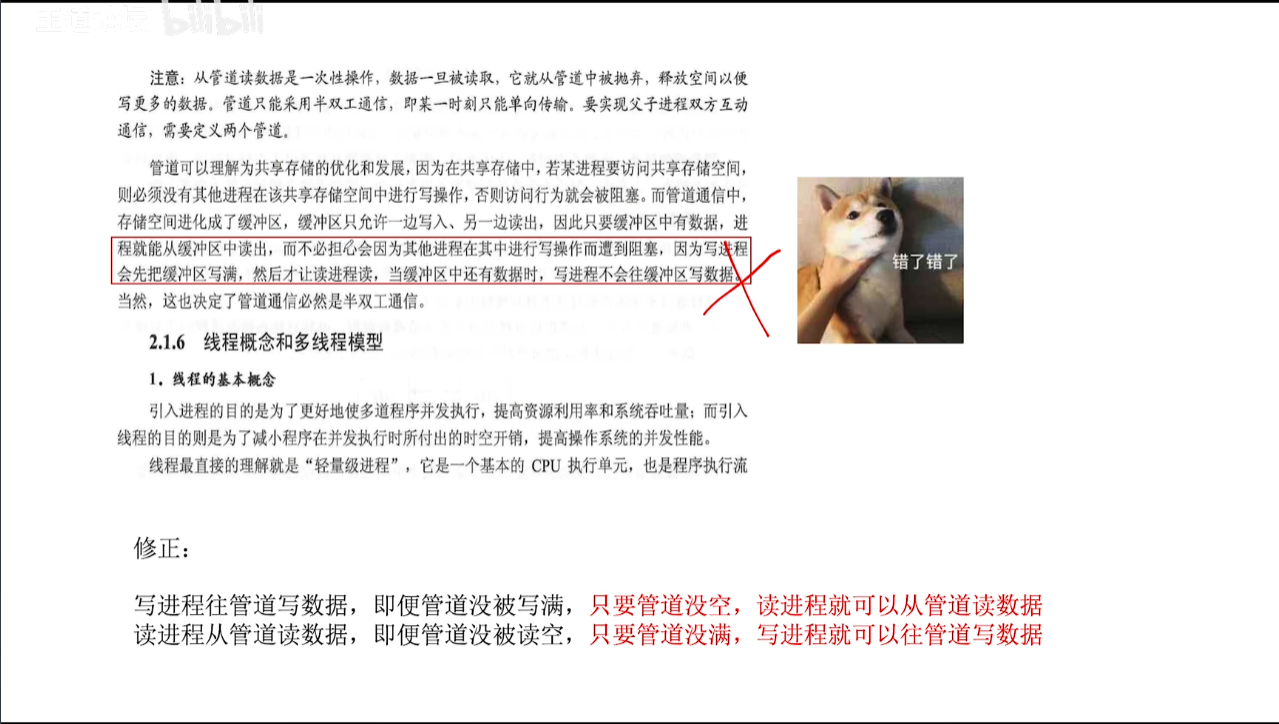 bilibili
注意：从管道读数据是一次性操作，数据一旦被读取，它就从管道中被抛弃，释放空间以便
写更多的数据。管道只能采用半双工通信，即某一时刻只能单向传输。要实现父子进程双方互动
通信，需要定义两个管道。
管道可以理解为共享存储的优化和发展，因为在共享存储中，若某进程要访问共享存储空间，
则必须没有其他进程在该共享存储空间中进行写操作，否则访问行为就会被阻塞。而管道通信中，
存储空间进化成了缓冲区，缓冲区只允许一边写入、另一边读出，因此只要缓冲区中有数据，进
程就能从缓冲区中读出，而不必担心会因为其他进程在其中进行写操作而遭到阻塞，因为写进程
会先把缓冲区写满，然后才让读进程读，当缓冲区中还有数据时，写进程不会往缓冲区写数据。
当然，这也决定了管道通信必然是半双工通信。
错了错了
2.1.6 线程概念和多线程模型
1．线程的基本概念
引入进程的目的是为了更好地使多道程序并发执行，提高资源利用率和系统吞吐量；而引入
线程的目的则是为了减小程序在并发执行时所付出的时空开销，提高操作系统的并发性能。
线程最直接的理解就是“轻量级进程”，它是一个基本的 CPU 执行单元，也是程序执行流
修正：
写进程往管道写数据，即便管道没被写满，只要管道没空，读进程就可以从管道读数据
读进程从管道读数据，即便管道没被读空，只要管道没满，写进程就可以往管道写数据